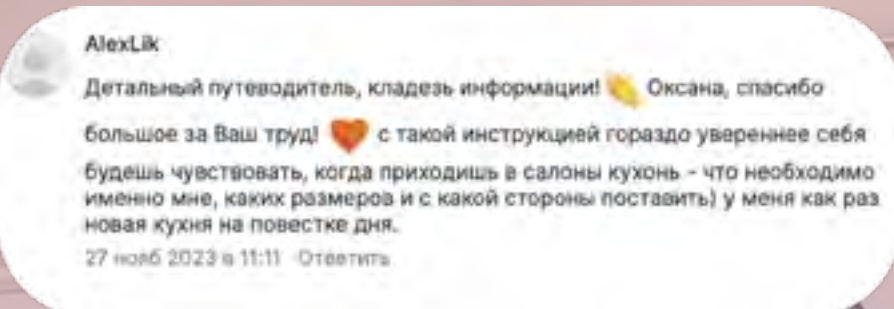 AlexLik
Детальный путеводитель, кладезь информации! 👏 Оксана, спасибо
большое за Ваш труд! ❤️ с такой инструкцией гораздо увереннее себя
будешь чувствовать, когда приходишь в салоны кухонь - что необходимо
именно мне, каких размеров и с какой стороны поставить) у меня как раз
новая кухня на повестке дня.
27 нояб 2023 в 11:11 Ответить